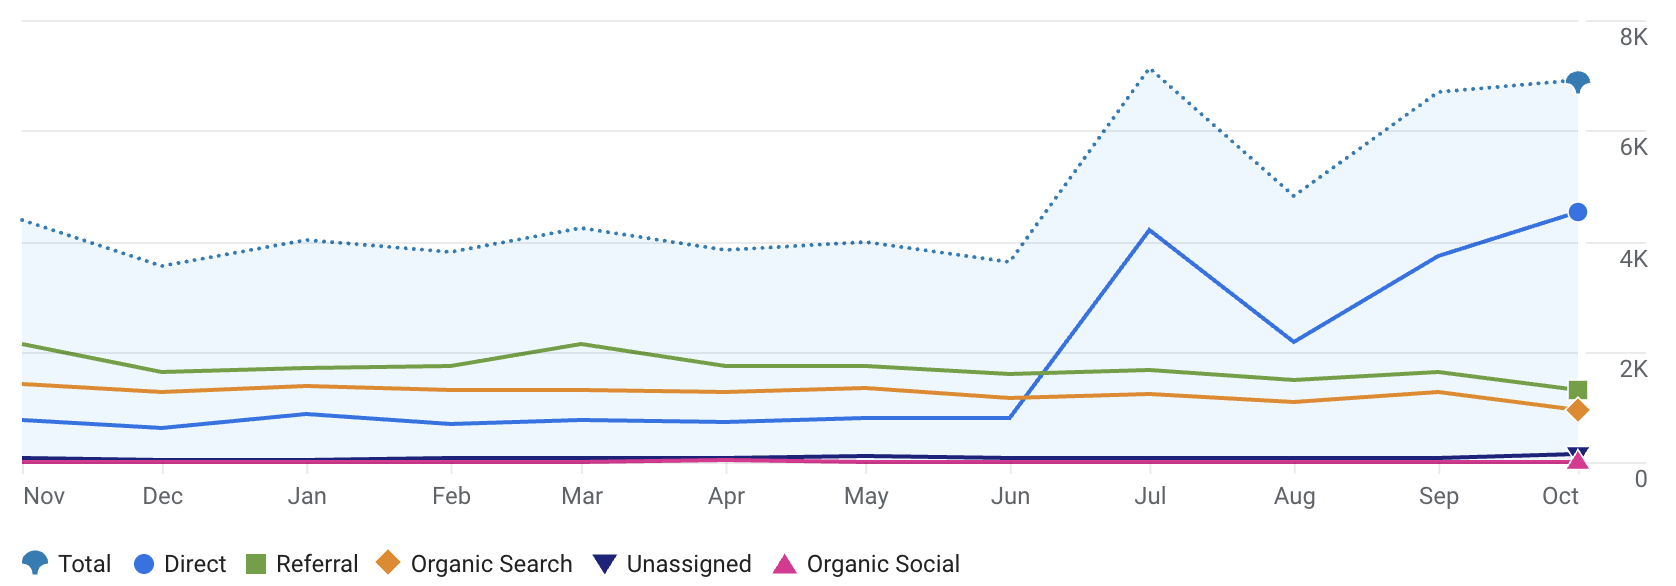 8K
6K
4K
2K
0
Nov Dec Jan Feb Mar Apr May Jun Jul Aug Sep Oct
Total Direct Referral Organic Search Unassigned Organic Social